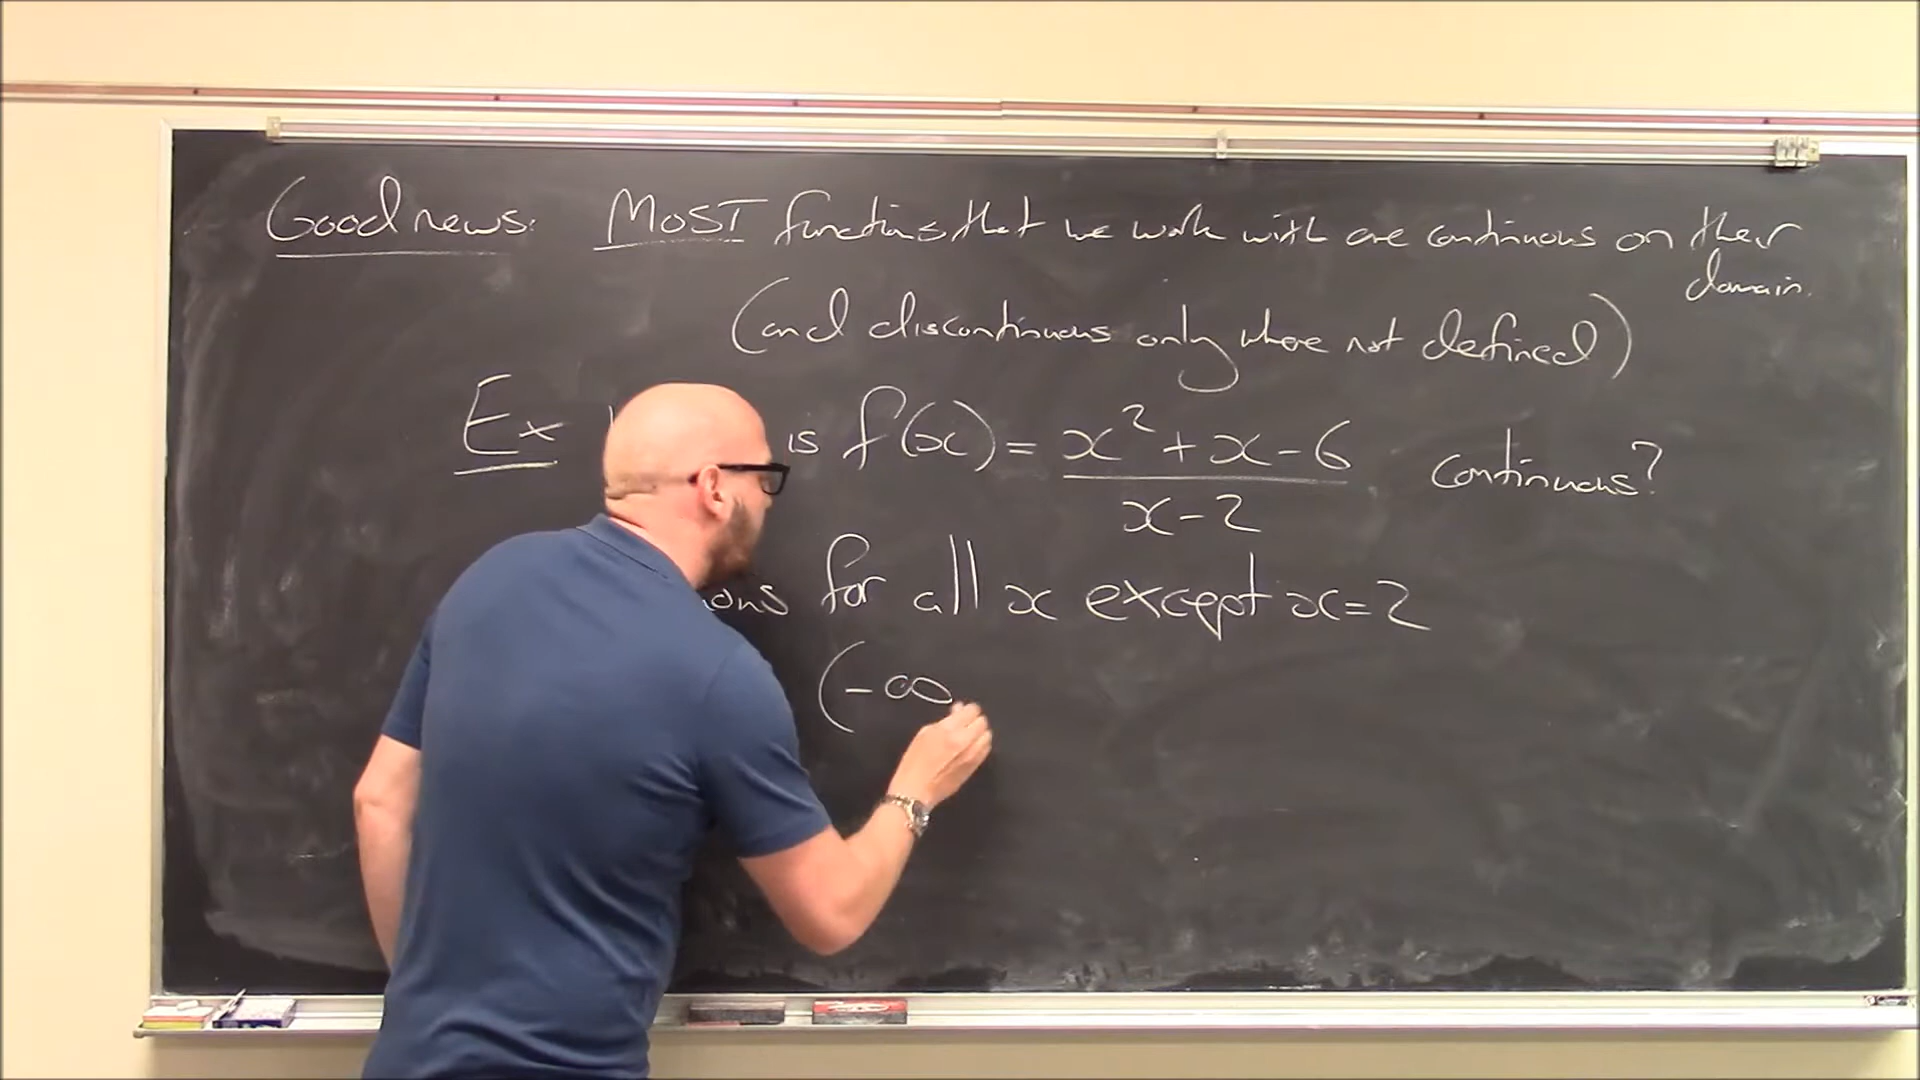 Good news: MOST functions that we work with are continuous on their
domain.
(and discontinuous only where not defined)
Ex is f(x) = x² + x - 6 / x - 2 continuous?
for all x except x=2
(-∞